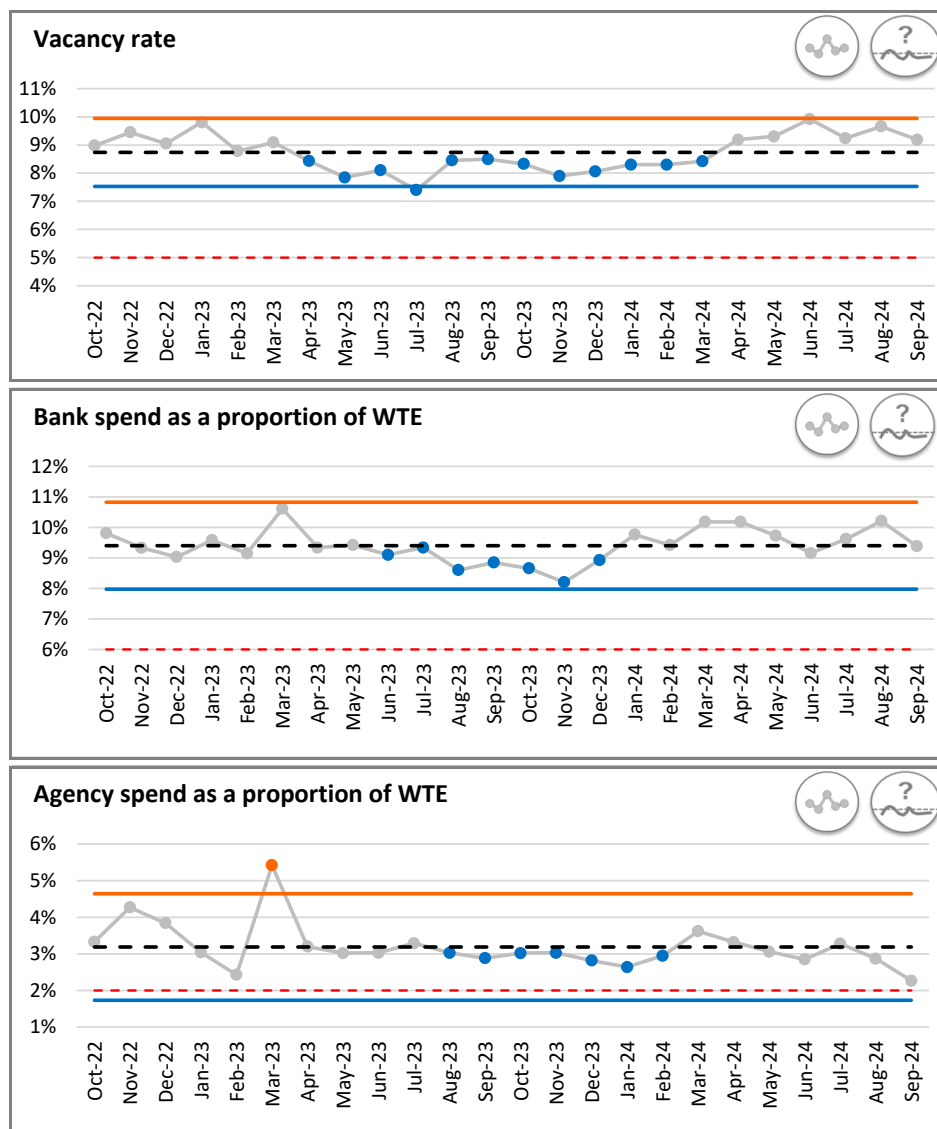 Vacancy rate
?
11%
10%
9%
8%
7%
6%
5%
4%
Oct-22
Nov-22
Dec-22
Jan-23
Feb-23
Mar-23
Apr-23
May-23
Jun-23
Jul-23
Aug-23
Sep-23
Oct-23
Nov-23
Dec-23
Jan-24
Feb-24
Mar-24
Apr-24
May-24
Jun-24
Jul-24
Aug-24
Sep-24
Bank spend as a proportion of WTE
?
12%
11%
10%
9%
8%
7%
6%
Oct-22
Nov-22
Dec-22
Jan-23
Feb-23
Mar-23
Apr-23
May-23
Jun-23
Jul-23
Aug-23
Sep-23
Oct-23
Nov-23
Dec-23
Jan-24
Feb-24
Mar-24
Apr-24
May-24
Jun-24
Jul-24
Aug-24
Sep-24
Agency spend as a proportion of WTE
?
6%
5%
4%
3%
2%
1%
Oct-22
Nov-22
Dec-22
Jan-23
Feb-23
Mar-23
Apr-23
May-23
Jun-23
Jul-23
Aug-23
Sep-23
Oct-23
Nov-23
Dec-23
Jan-24
Feb-24
Mar-24
Apr-24
May-24
Jun-24
Jul-24
Aug-24
Sep-24